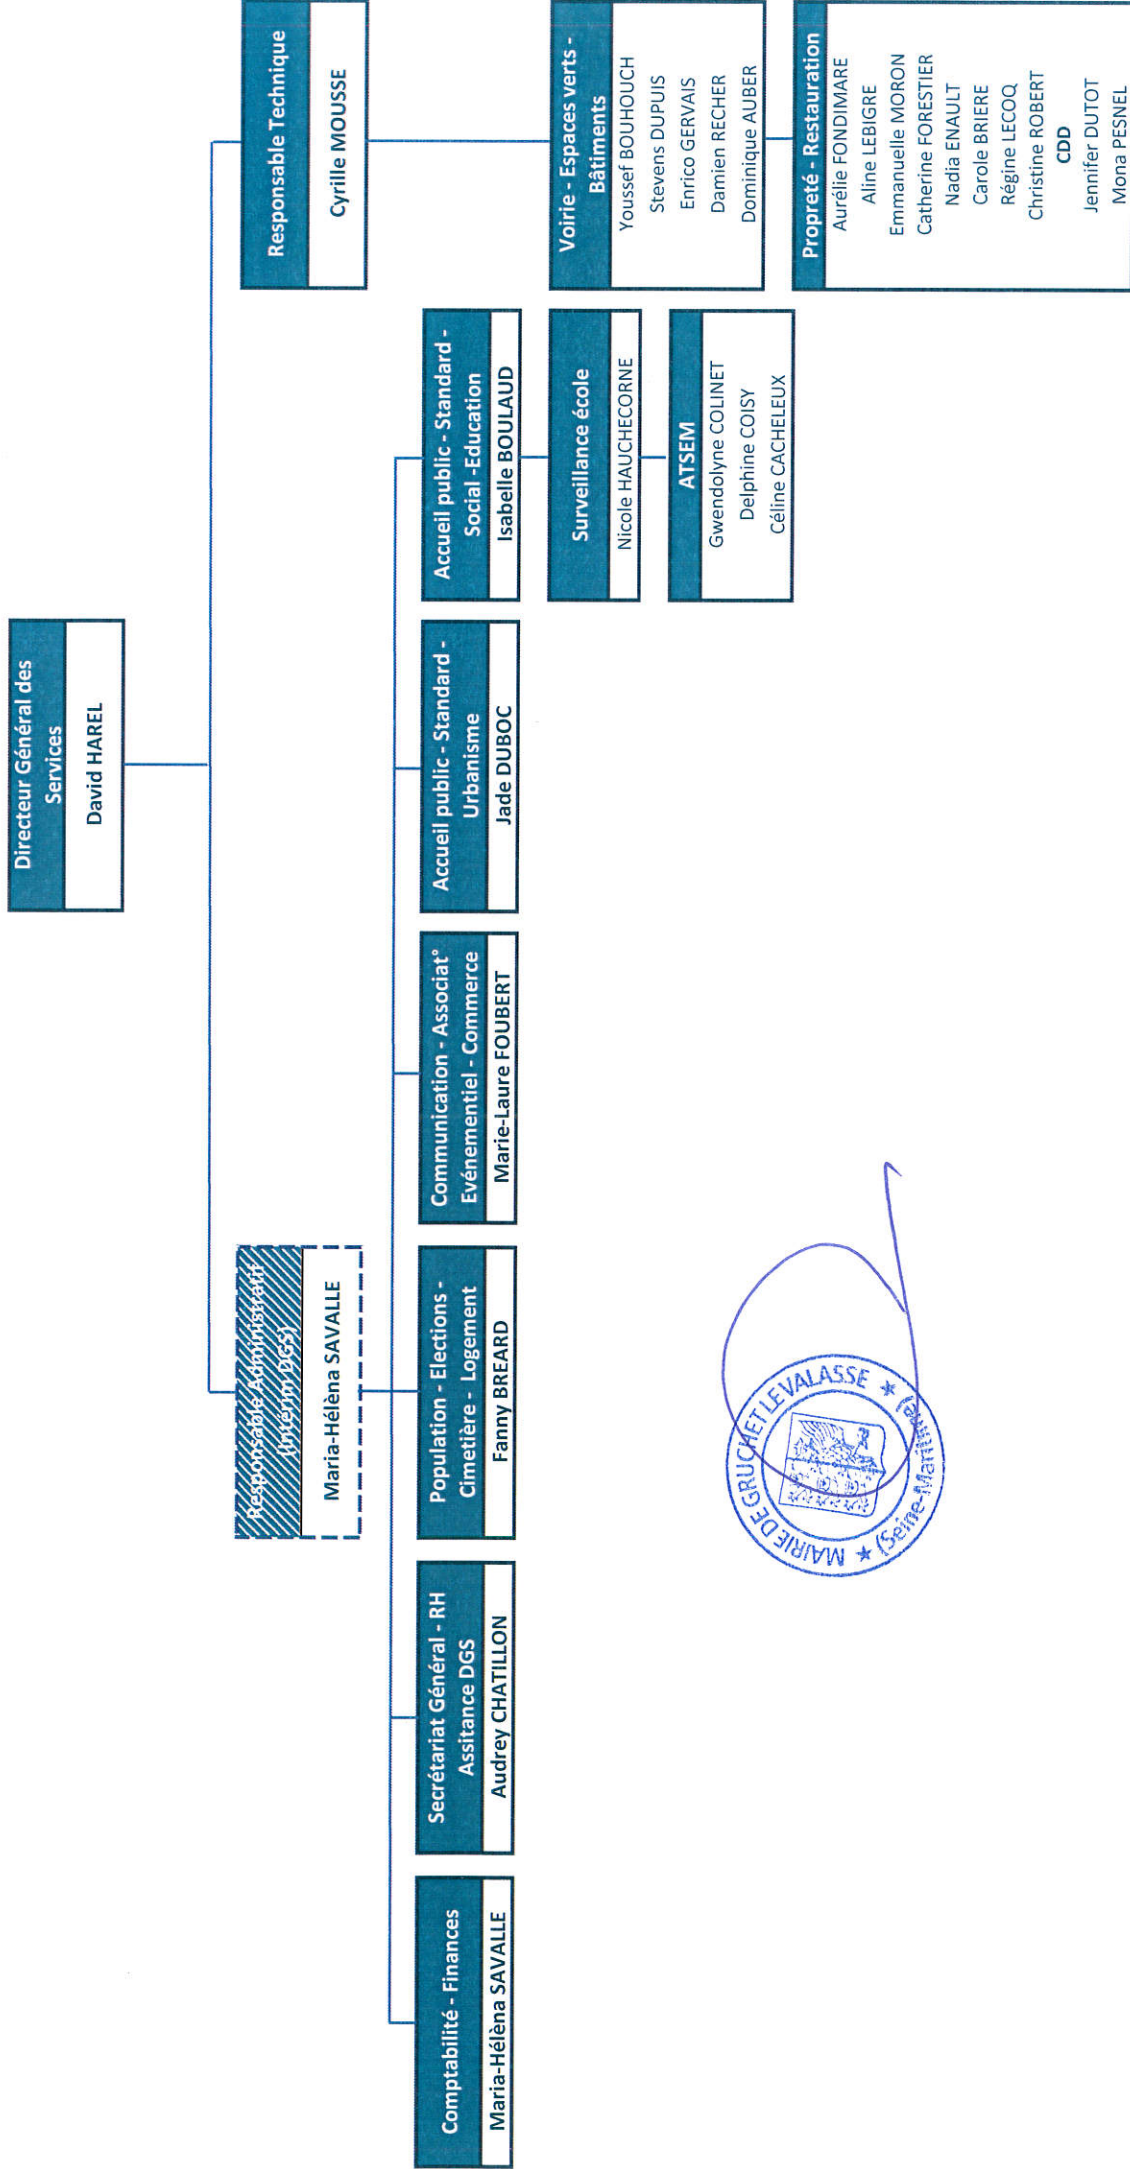 Directeur Général des
Services
David HAREL
Responsable Administratif
(Intérim DGS)
Maria-Hélèna SAVALLE
Responsable Technique
Cyrille MOUSSE
Comptabilité - Finances
Maria-Hélèna SAVALLE
Secrétariat Général - RH
Assitance DGS
Audrey CHATILLON
Population - Elections -
Cimetière - Logement
Fanny BREARD
Communication - Associat°
Evénementiel - Commerce
Marie-Laure FOUBERT
Accueil public - Standard -
Urbanisme
Jade DUBOC
Accueil public - Standard -
Social -Education
Isabelle BOULAUD
Surveillance école
Nicole HAUCHECORNE
ATSEM
Gwendolyne COLINET
Delphine COISY
Céline CACHELEUX
Voirie - Espaces verts -
Bâtiments
Youssef BOUHOUCH
Stevens DUPUIS
Enrico GERVAIS
Damien RECHER
Dominique AUBER
Propreté - Restauration
Aurélie FONDIMARE
Aline LEBIGRE
Emmanuelle MORON
Catherine FORESTIER
Nadia ENAULT
Carole BRIERE
Régine LECOQ
Christine ROBERT
CDD
Jennifer DUTOT
Mona PESNEL
MAIRIE DE GRUCHET LE VALASSE
(Seine-Maritime)